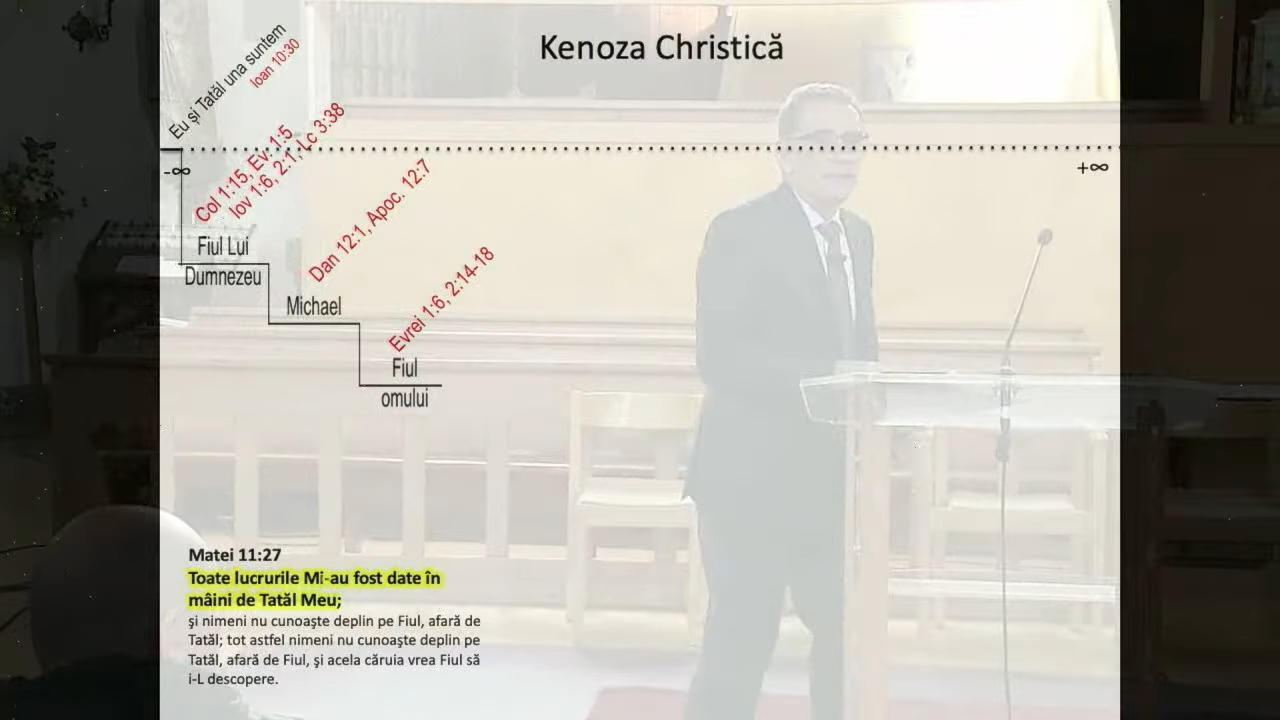 Kenoza Christică
Eu și Tatăl una suntem
Ioan 10:30
-∞
+∞
Col 1:15, Ev. 1:5
Iov 1:6, 2:1, Lc 3:38
Fiul Lui
Dumnezeu
Dan 12:1, Apoc. 12:7
Michael
Evrei 1:6, 2:14-18
Fiul
omului
Matei 11:27
Toate lucrurile Mi-au fost date în
mâini de Tatăl Meu;
şi nimeni nu cunoaşte deplin pe Fiul, afară de
Tatăl; tot astfel nimeni nu cunoaşte deplin pe
Tatăl, afară de Fiul, şi acela căruia vrea Fiul să
i-L descopere.